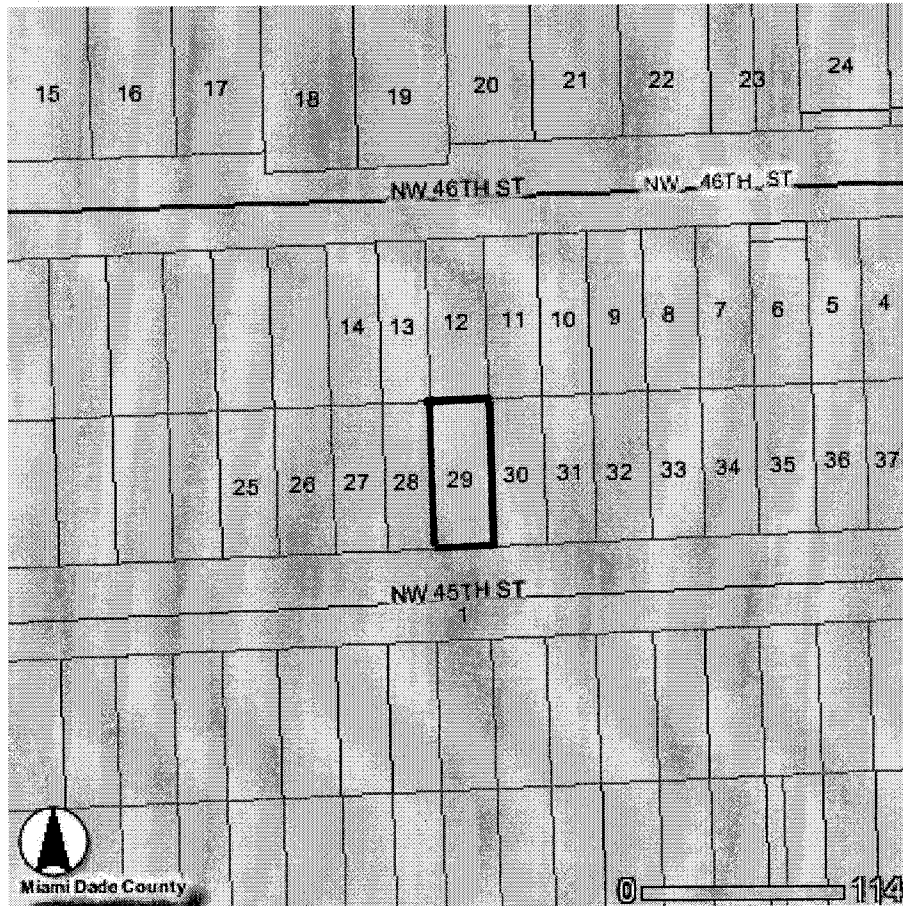 15 16 17 18 19 20 21 22 23 24
NW 46TH ST NW 46TH ST
14 13 12 11 10 9 8 7 6 5 4
25 26 27 28 29 30 31 32 33 34 35 36 37
NW 45TH ST
1
Miami Dade County
0 114